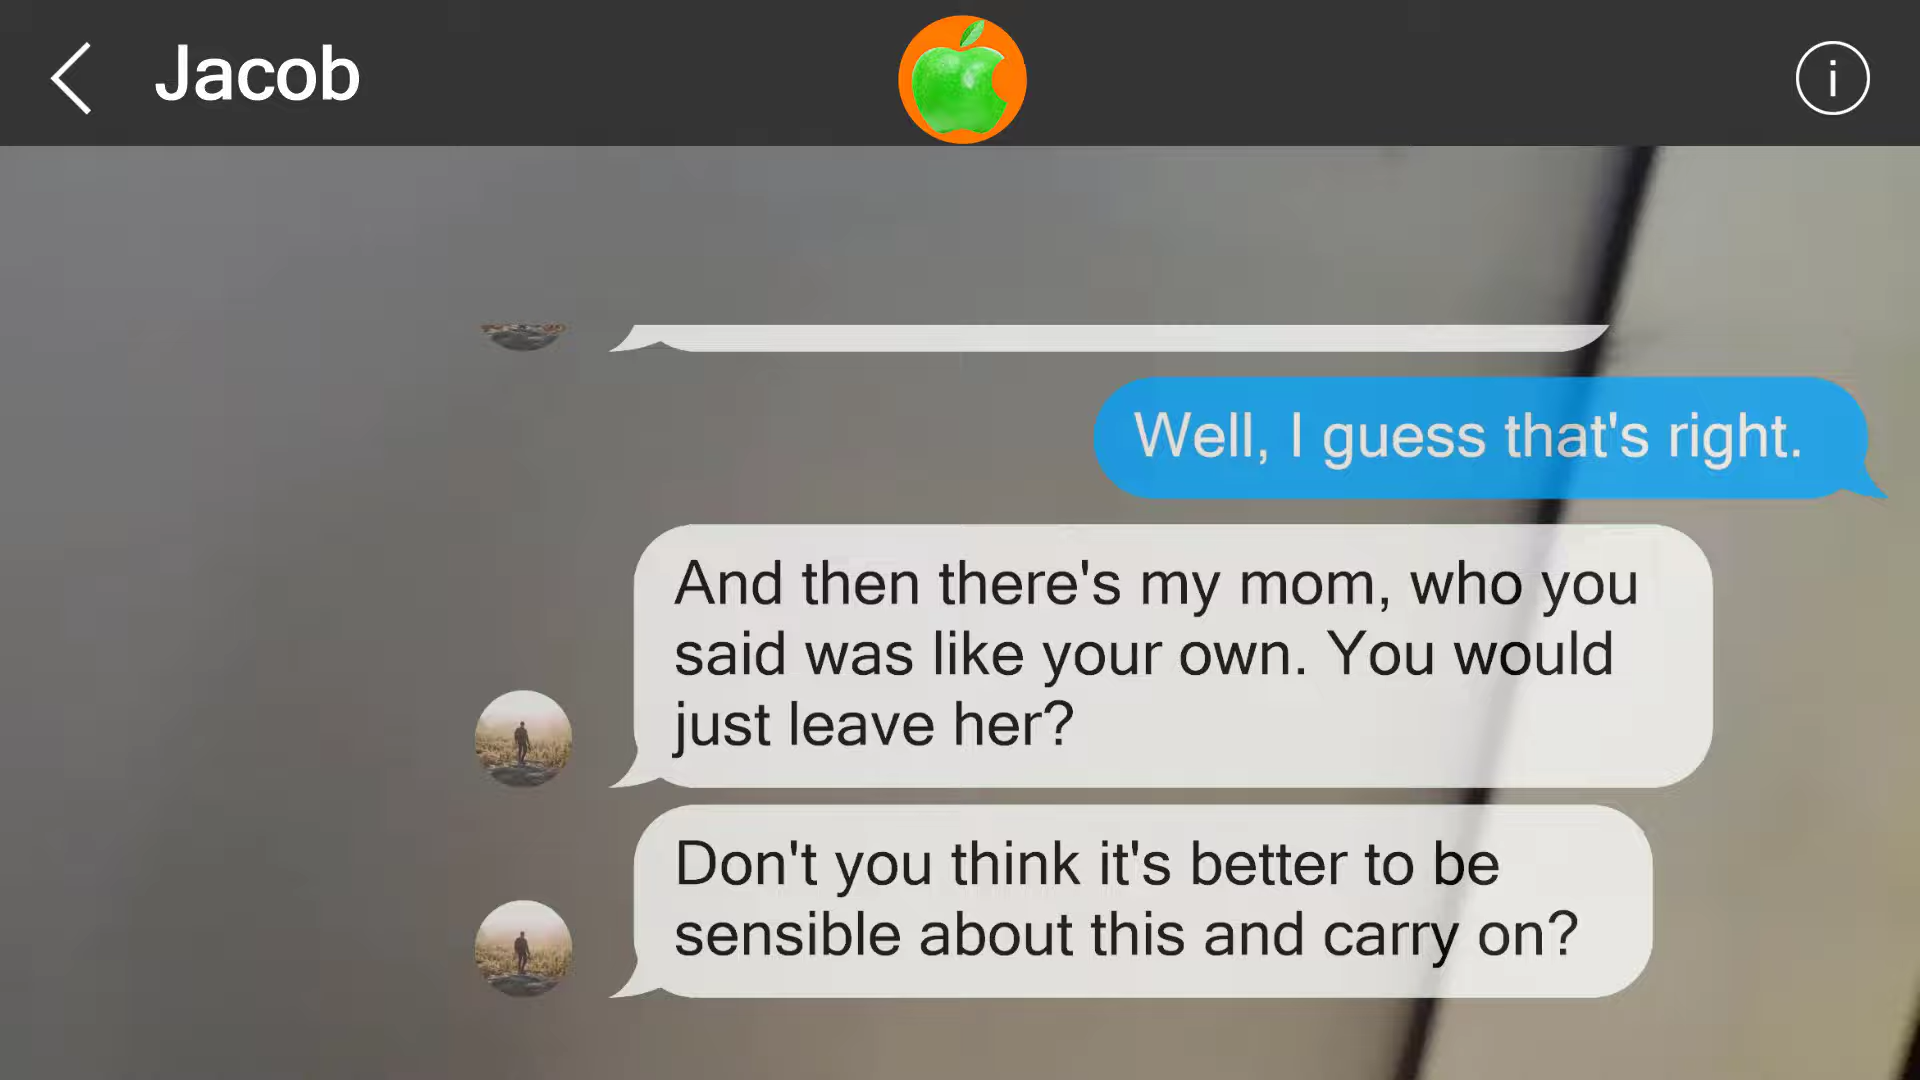 Jacob
i
Well, I guess that's right.
And then there's my mom, who you
said was like your own. You would
just leave her?
Don't you think it's better to be
sensible about this and carry on?